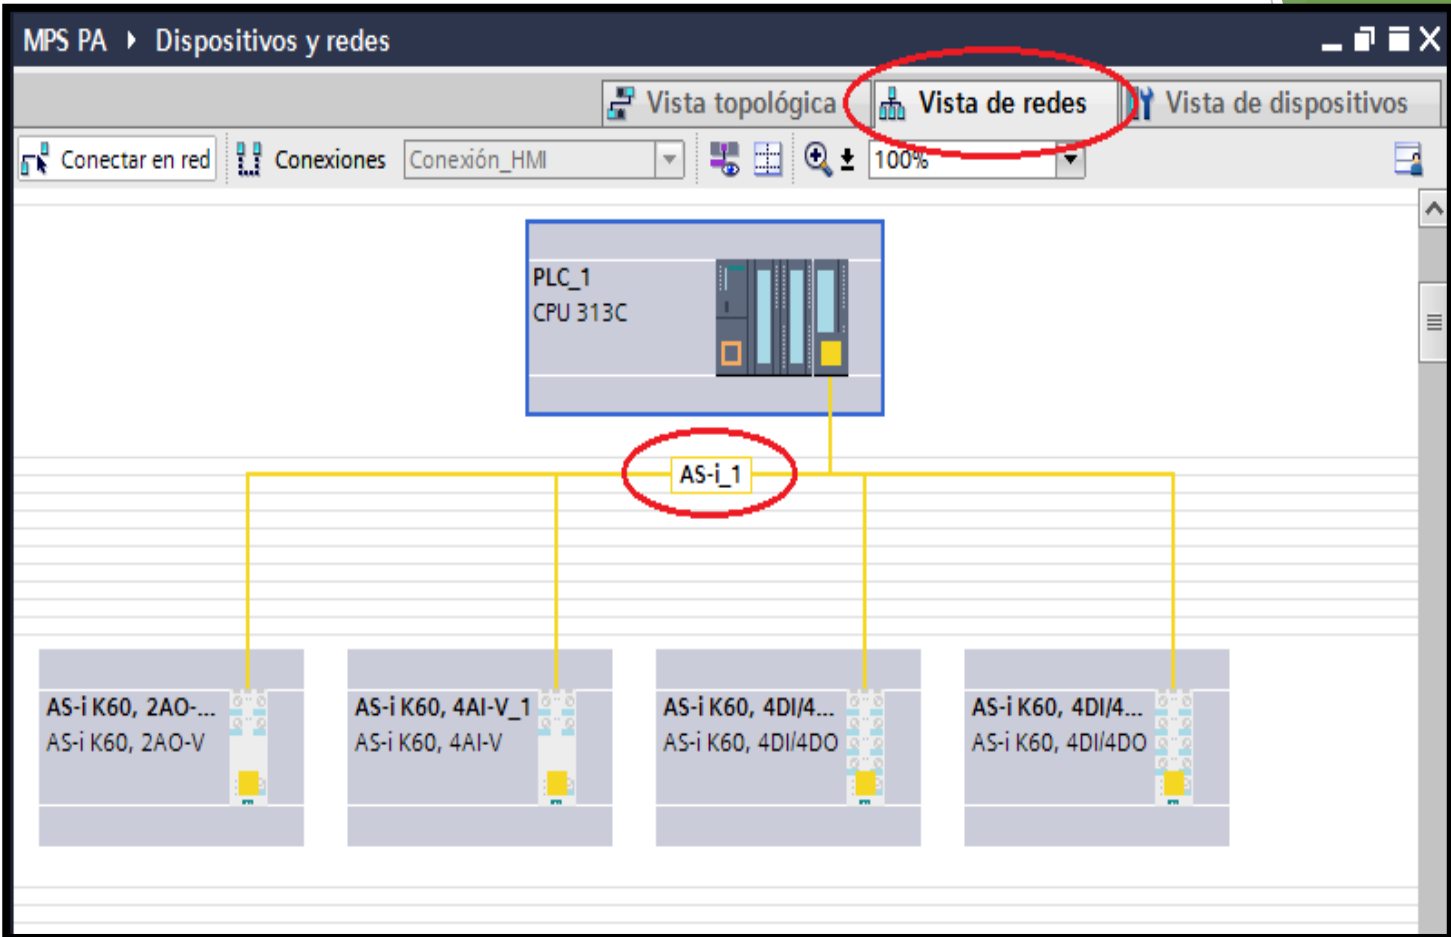 MPS PA ▸ Dispositivos y redes
Vista topológica
Vista de redes
Vista de dispositivos
Conectar en red
Conexiones
Conexión_HMI
100%
PLC_1
CPU 313C
AS-i_1
AS-i K60, 2AO-...
AS-i K60, 2AO-V
AS-i K60, 4AI-V_1
AS-i K60, 4AI-V
AS-i K60, 4DI/4...
AS-i K60, 4DI/4DO
AS-i K60, 4DI/4...
AS-i K60, 4DI/4DO